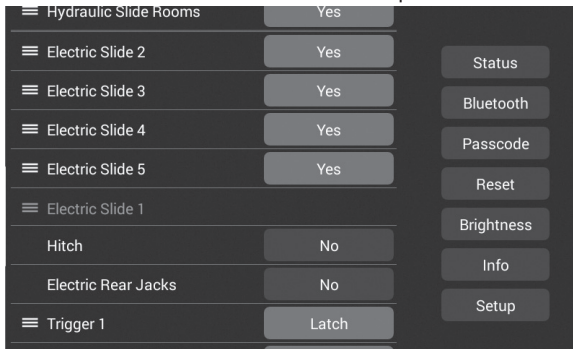 Hydraulic Slide Rooms Yes
Electric Slide 2 Yes
Electric Slide 3 Yes
Electric Slide 4 Yes
Electric Slide 5 Yes
Electric Slide 1
Hitch No
Electric Rear Jacks No
Trigger 1 Latch
Status
Bluetooth
Passcode
Reset
Brightness
Info
Setup